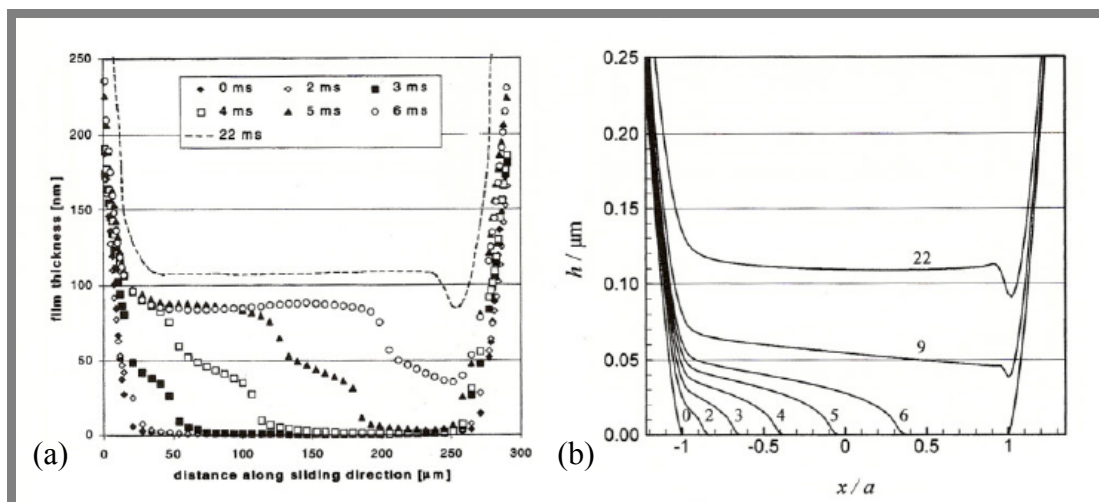 250
200
150
100
50
0
film thickness [nm]
0 ms 2 ms 3 ms
4 ms 5 ms 6 ms
22 ms
0 50 100 150 200 250 300
distance along sliding direction [μm]
(a)
0.25
0.20
0.15
0.10
0.05
0.00
h / μm
22
9
0 2 3 4 5 6
-1 -0.5 0 0.5 1
x / a
(b)